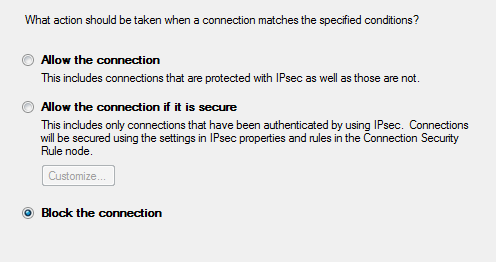 What action should be taken when a connection matches the specified conditions?
Allow the connection
This includes connections that are protected with IPsec as well as those are not.
Allow the connection if it is secure
This includes only connections that have been authenticated by using IPsec. Connections
will be secured using the settings in IPsec properties and rules in the Connection Security
Rule node.
Customize...
Block the connection